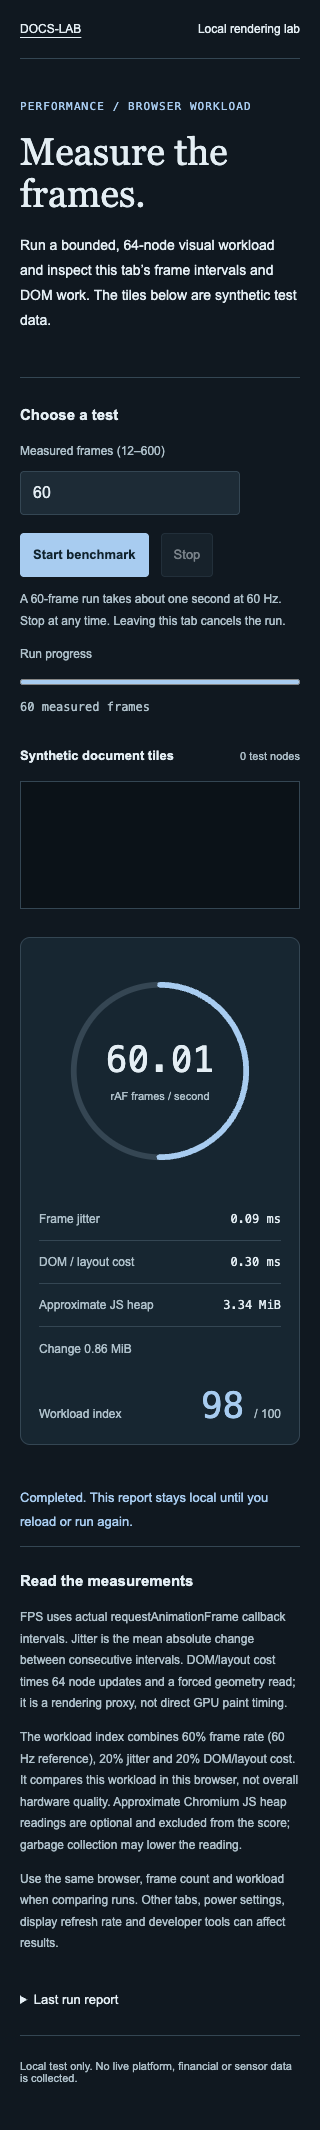 DOCS-LAB
Local rendering lab
PERFORMANCE / BROWSER WORKLOAD
Measure the
frames.
Run a bounded, 64-node visual workload
and inspect this tab’s frame intervals and
DOM work. The tiles below are synthetic test
data.
Choose a test
Measured frames (12–600)
60
Start benchmark
Stop
A 60-frame run takes about one second at 60 Hz.
Stop at any time. Leaving this tab cancels the run.
Run progress
60 measured frames
Synthetic document tiles
0 test nodes
60.01
rAF frames / second
Frame jitter
0.09 ms
DOM / layout cost
0.30 ms
Approximate JS heap
3.34 MiB
Change 0.86 MiB
Workload index
98 / 100
Completed. This report stays local until you
reload or run again.
Read the measurements
FPS uses actual requestAnimationFrame callback
intervals. Jitter is the mean absolute change
between consecutive intervals. DOM/layout cost
times 64 node updates and a forced geometry read;
it is a rendering proxy, not direct GPU paint timing.
The workload index combines 60% frame rate (60
Hz reference), 20% jitter and 20% DOM/layout cost.
It compares this workload in this browser, not overall
hardware quality. Approximate Chromium JS heap
readings are optional and excluded from the score;
garbage collection may lower the reading.
Use the same browser, frame count and workload
when comparing runs. Other tabs, power settings,
display refresh rate and developer tools can affect
results.
Last run report
Local test only. No live platform, financial or sensor data
is collected.